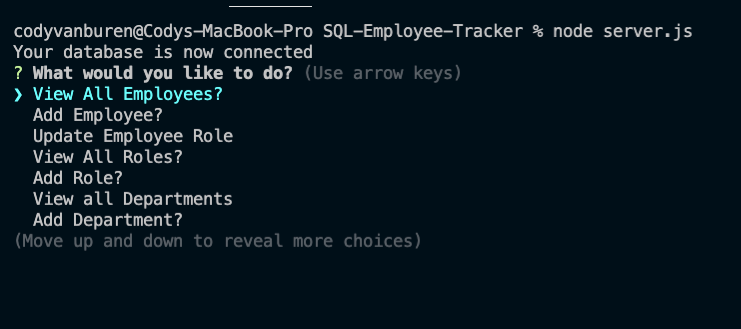 codyvanburen@Codys-MacBook-Pro SQL-Employee-Tracker % node server.js
Your database is now connected
? What would you like to do? (Use arrow keys)
❯ View All Employees?
Add Employee?
Update Employee Role
View All Roles?
Add Role?
View all Departments
Add Department?
(Move up and down to reveal more choices)